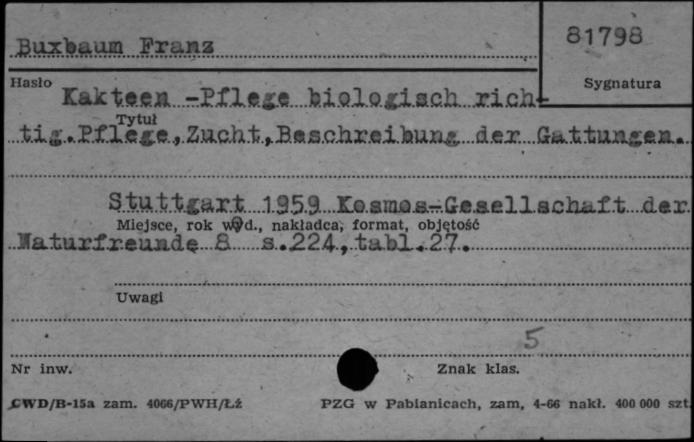 Buxbaum Franz
81798
Hasło
Sygnatura
Kakteen -Pflege biologisch rich-
Tytuł
tig.Pflege,Zucht,Beschreibung der Gattungen.
Stuttgart 1959 Kosmos-Gesellschaft der
Miejsce, rok wyd., nakładca, format, objętość
Naturfreunde 8 s.224,tabl.27.
Uwagi
5
Nr inw.
Znak klas.
CWD/B-15a zam. 4066/PWH/Łż
PZG w Pabianicach, zam, 4-66 nakł. 400 000 szt.